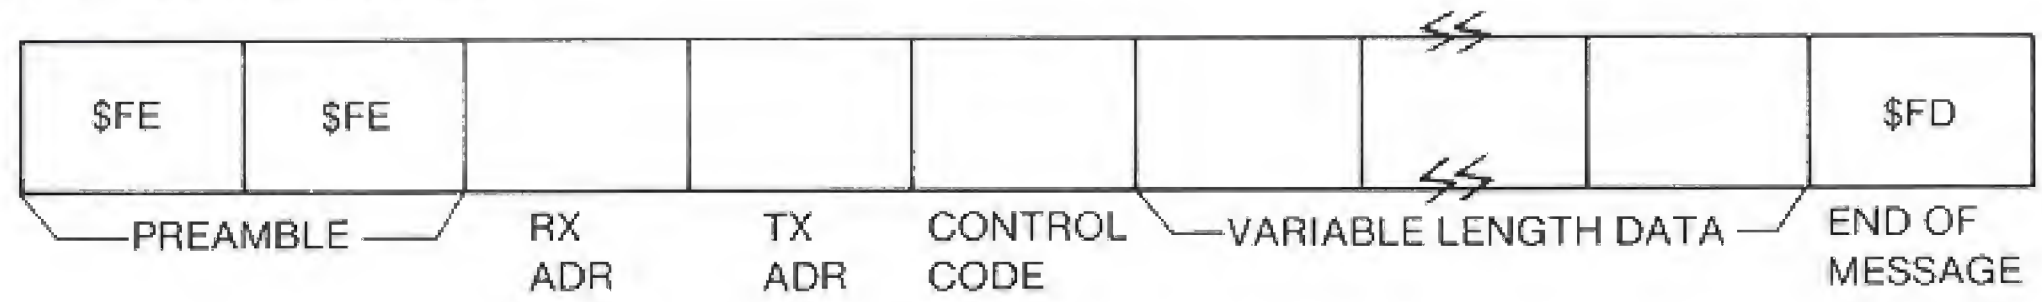 $FE $FE $FD
PREAMBLE RX TX CONTROL VARIABLE LENGTH DATA END OF
ADR ADR CODE MESSAGE